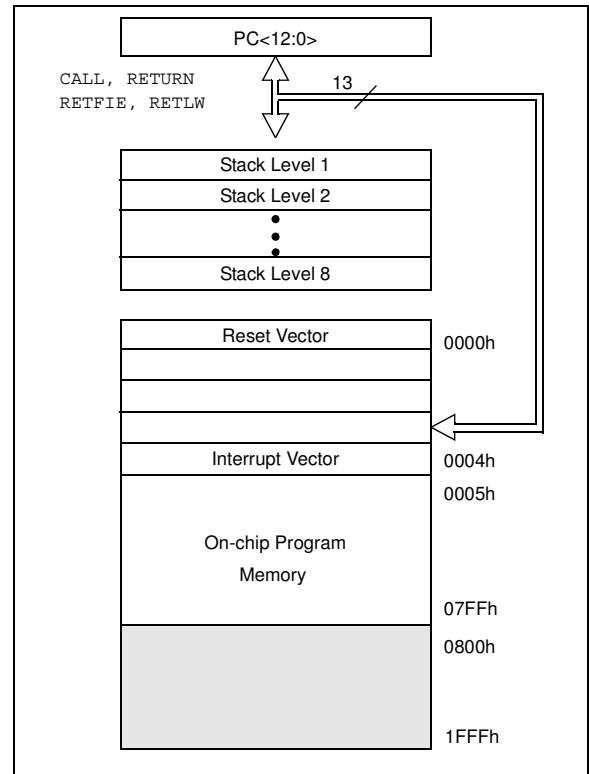 PC<12:0>
CALL, RETURN
RETFIE, RETLW
13
Stack Level 1
Stack Level 2
Stack Level 8
Reset Vector
0000h
Interrupt Vector
0004h
0005h
On-chip Program
Memory
07FFh
0800h
1FFFh